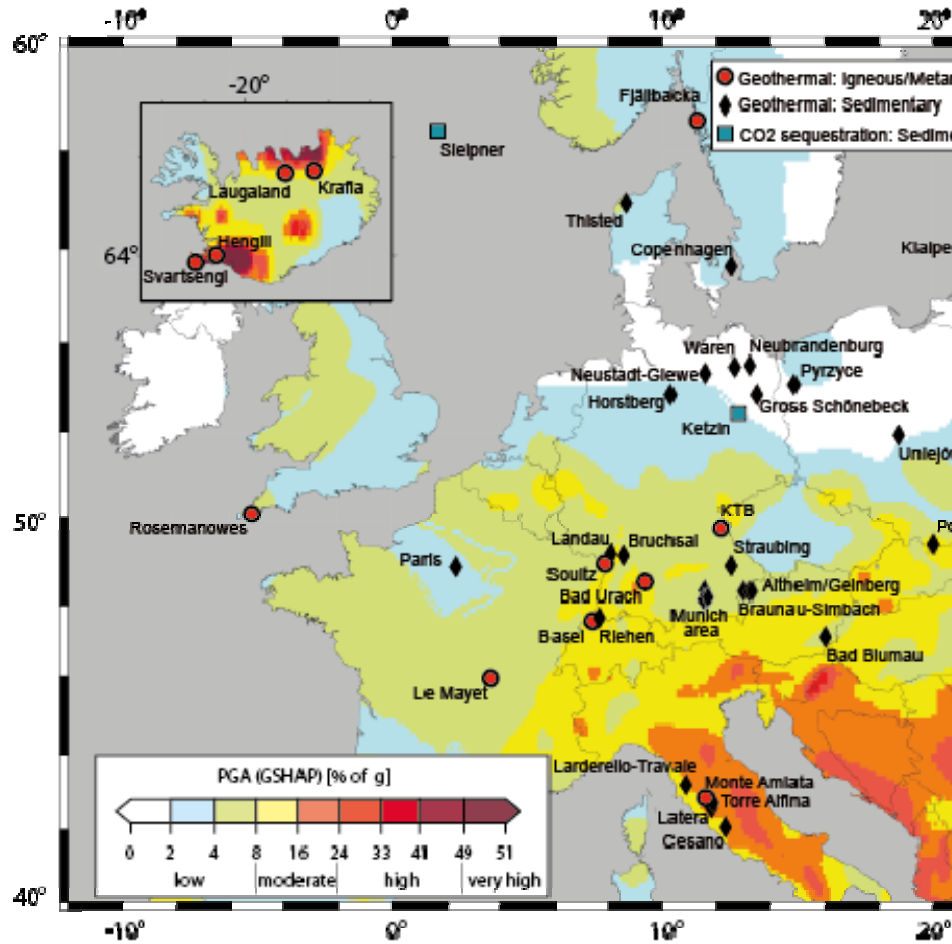 -10° 0° 10° 20°
60°
-20°
Geothermal: Igneous/Metar
Geothermal: Sedimentary
CO2 sequestration: Sedime
Fjällbacka
Sleipner
Laugaland
Krafla
Thisted
Hengill
64°
Copenhagen
Klaipe
Svartsengi
Waren
Neubrandenburg
Neustadt-Glewe
Pyrzyce
Horstberg
Gross Schönebeck
Ketzin
Uniejó
50°
Rosemanowes
KTB
Landau
Bruchsal
Straubing
Paris
Soultz
Altheim/Geinberg
Bad Urach
Munich
area
Braunau-Simbach
Basel
Riehen
Bad Blumau
Le Mayet
Larderello-Travale
PGA (GSHAP) [% of g]
Monte Amiata
Torre Alfina
Latera
Cesano
0 2 4 8 16 24 33 41 49 51
low moderate high very high
40°
-10° 0° 10° 20°